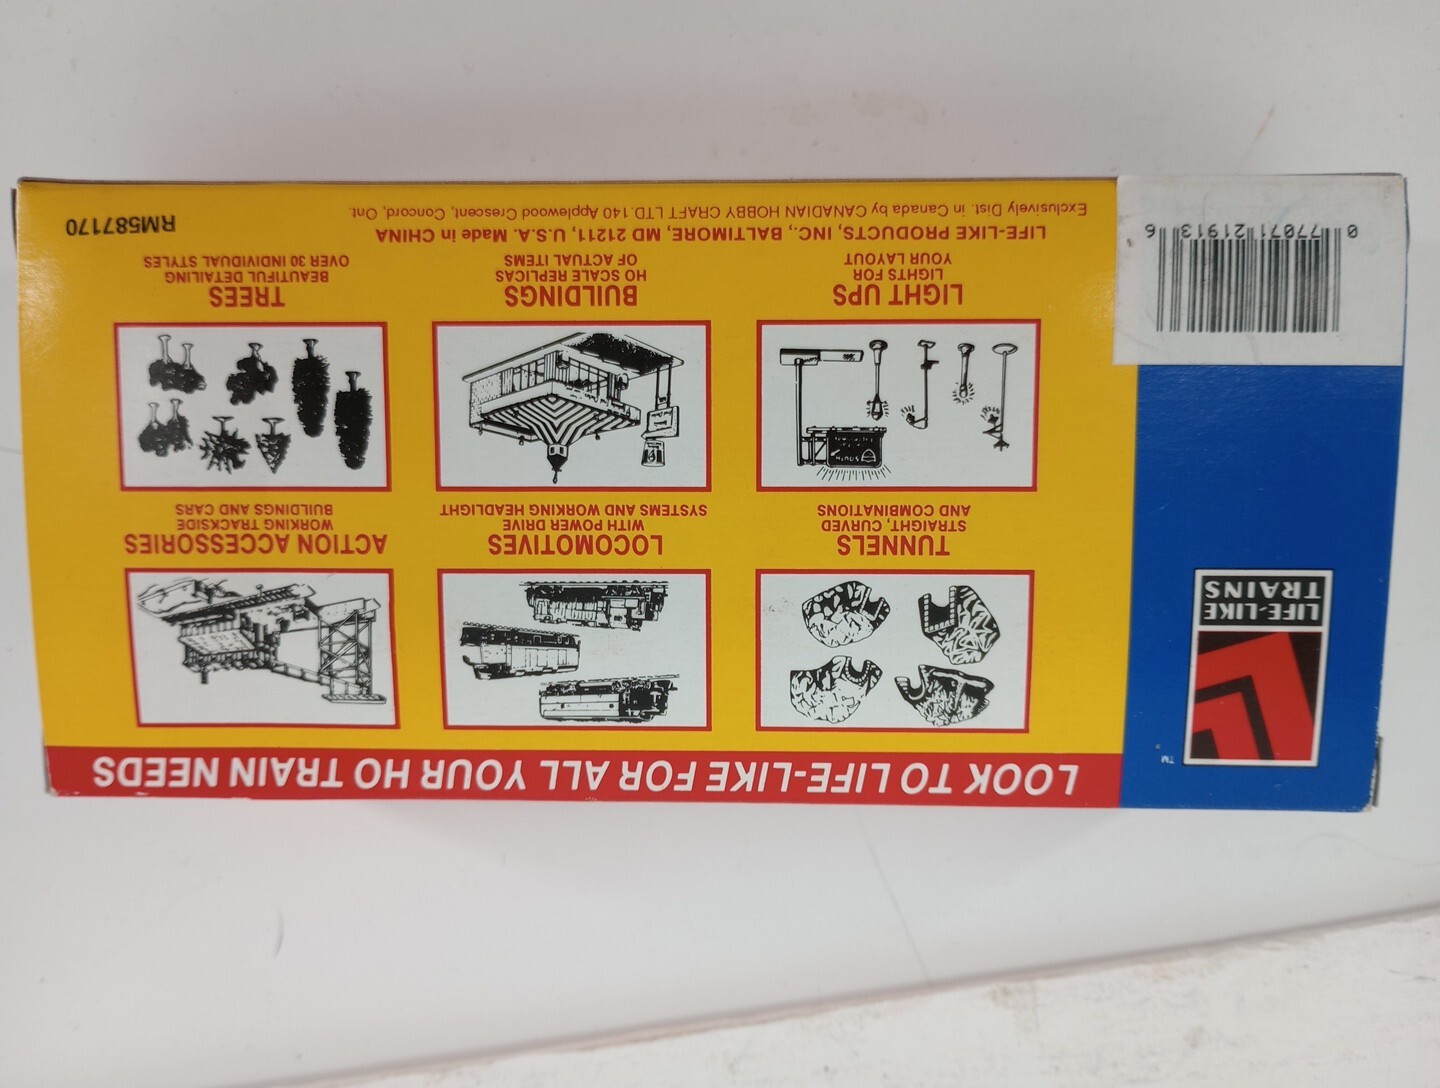 LIFE-LIKE
TRAINS
TM
LOOK TO LIFE-LIKE FOR ALL YOUR HO TRAIN NEEDS
TUNNELS
STRAIGHT, CURVED
AND COMBINATIONS
LOCOMOTIVES
WITH POWER DRIVE
SYSTEMS AND WORKING HEADLIGHT
ACTION ACCESSORIES
WORKING TRACKSIDE
BUILDINGS AND CARS
LIGHT UPS
LIGHTS FOR
YOUR LAYOUT
BUILDINGS
HO SCALE REPLICAS
OF ACTUAL ITEMS
TREES
BEAUTIFUL DETAILING
OVER 30 INDIVIDUAL STYLES
LIFE-LIKE PRODUCTS, INC., BALTIMORE, MD 21211, U.S.A. Made in CHINA
Exclusively Dist. in Canada by CANADIAN HOBBY CRAFT LTD. 140 Applewood Crescent, Concord, Ont.
RM587170
0 77071 21913 6